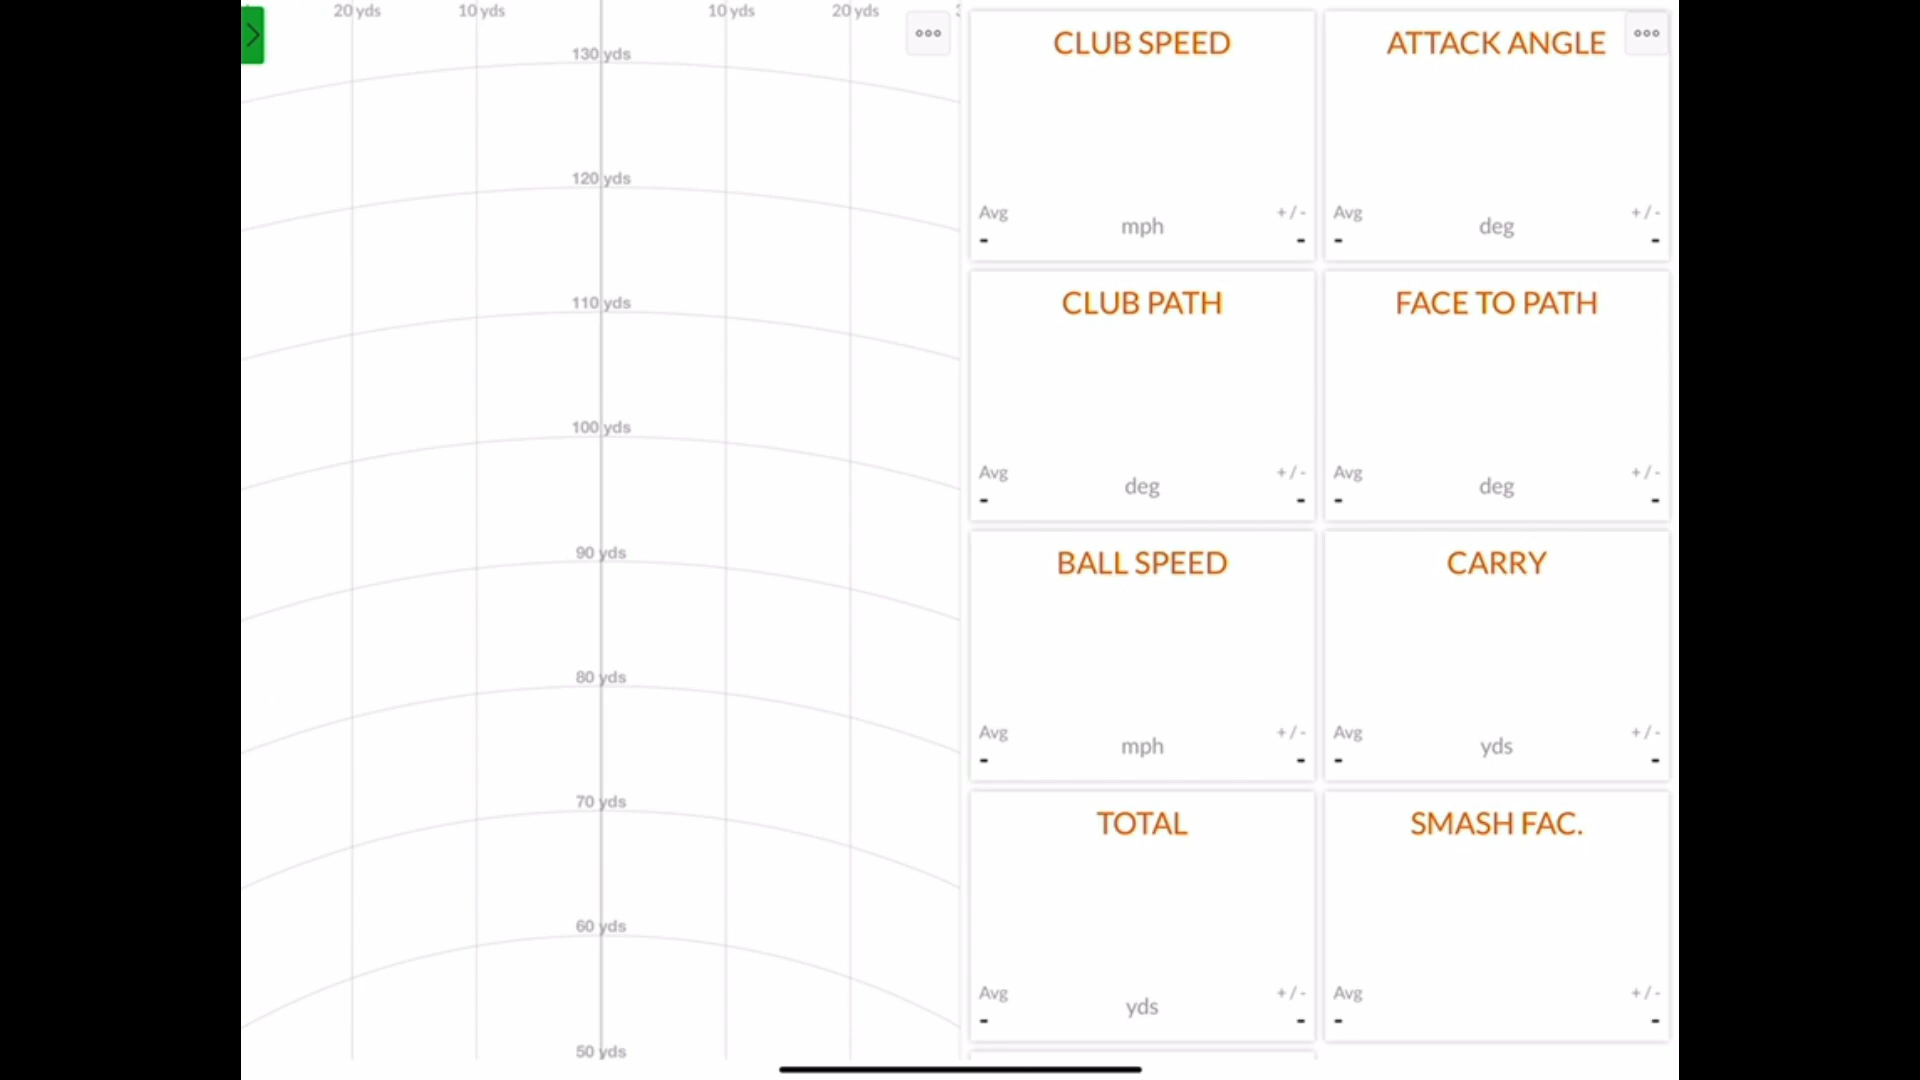 20 yds 10 yds 10 yds 20 yds
130 yds
120 yds
110 yds
100 yds
90 yds
80 yds
70 yds
60 yds
50 yds
CLUB SPEED
Avg mph +/-
- -
ATTACK ANGLE
Avg deg +/-
- -
CLUB PATH
Avg deg +/-
- -
FACE TO PATH
Avg deg +/-
- -
BALL SPEED
Avg mph +/-
- -
CARRY
Avg yds +/-
- -
TOTAL
Avg yds +/-
- -
SMASH FAC.
Avg +/-
- -